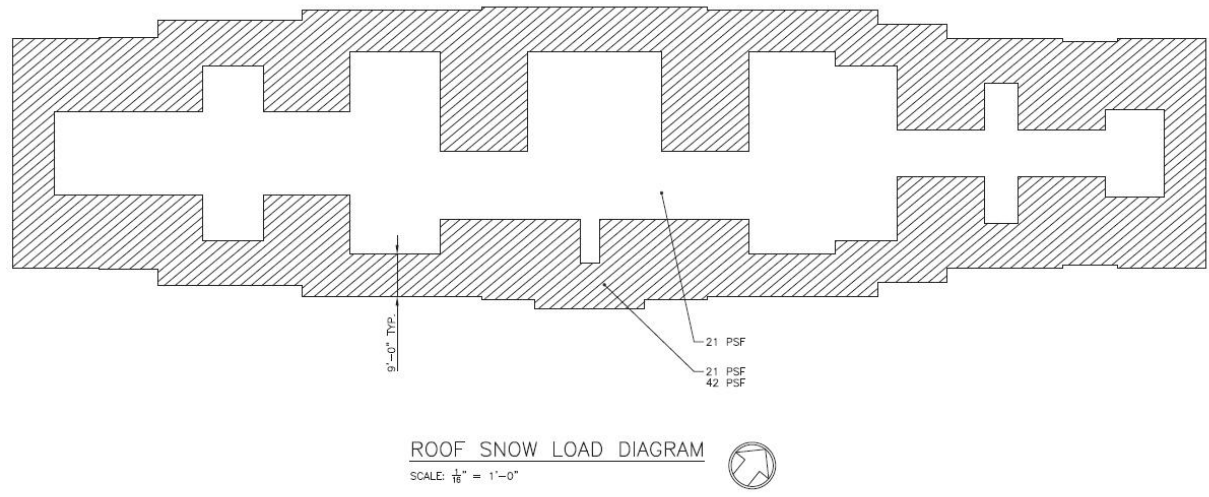 9'-0" TYP.
21 PSF
21 PSF
42 PSF
ROOF SNOW LOAD DIAGRAM
SCALE: 1/16" = 1'-0"